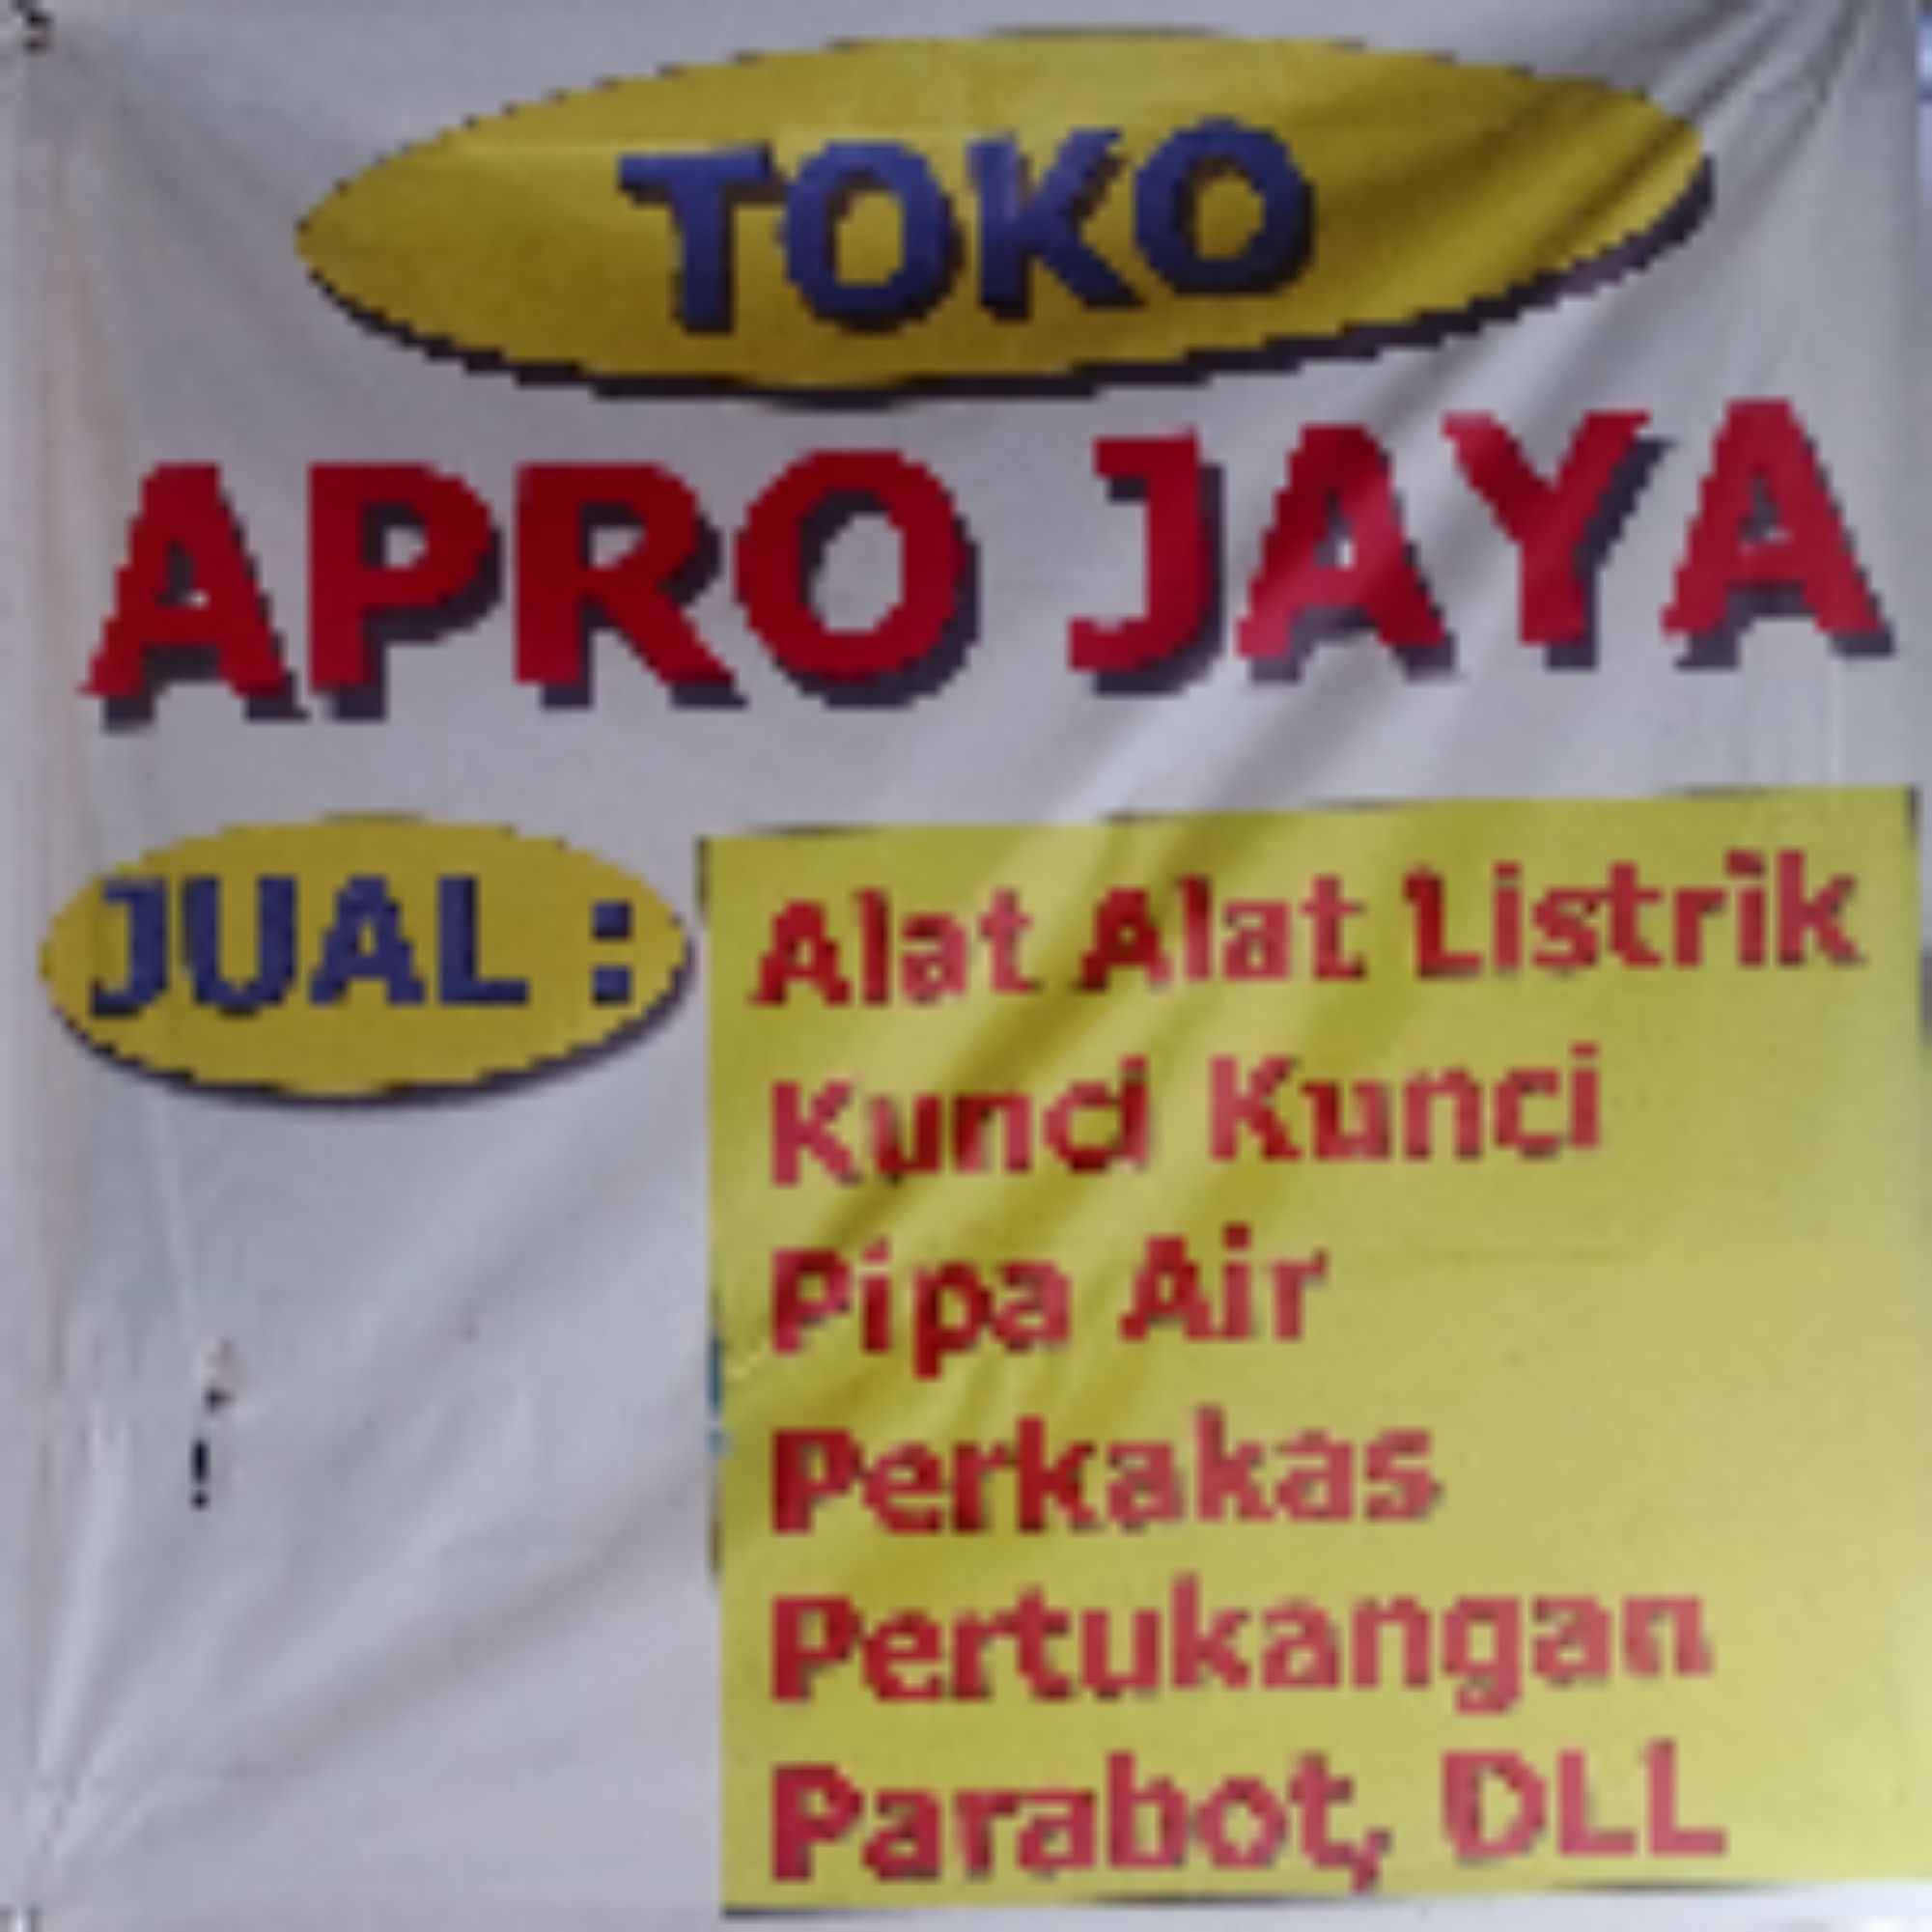 TOKO
APRO JAYA
JUAL :
Alat Alat Listrik
Kunci Kunci
Pipa Air
Perkakas
Pertukangan
Parabot, DLL